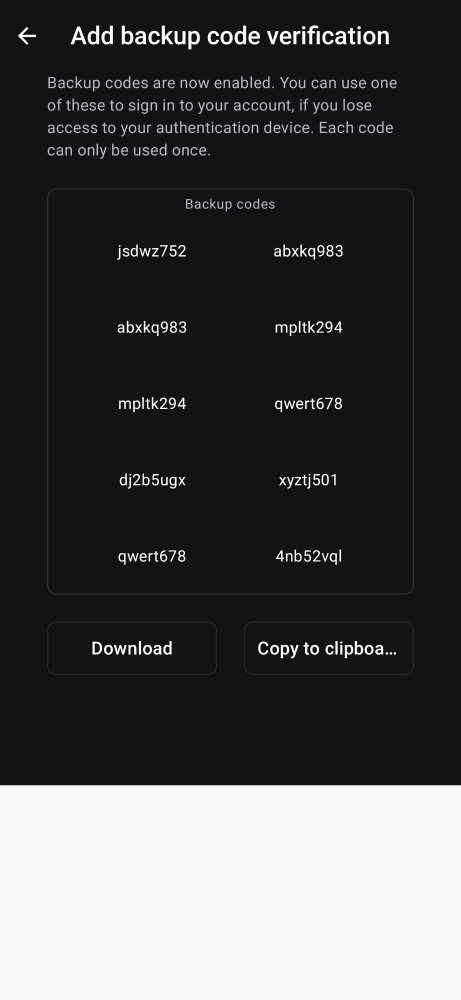 Add backup code verification
Backup codes are now enabled. You can use one
of these to sign in to your account, if you lose
access to your authentication device. Each code
can only be used once.
Backup codes
jsdwz752 abxkq983
abxkq983 mpltk294
mpltk294 qwert678
dj2b5ugx xyztj501
qwert678 4nb52vql
Download Copy to clipboa...